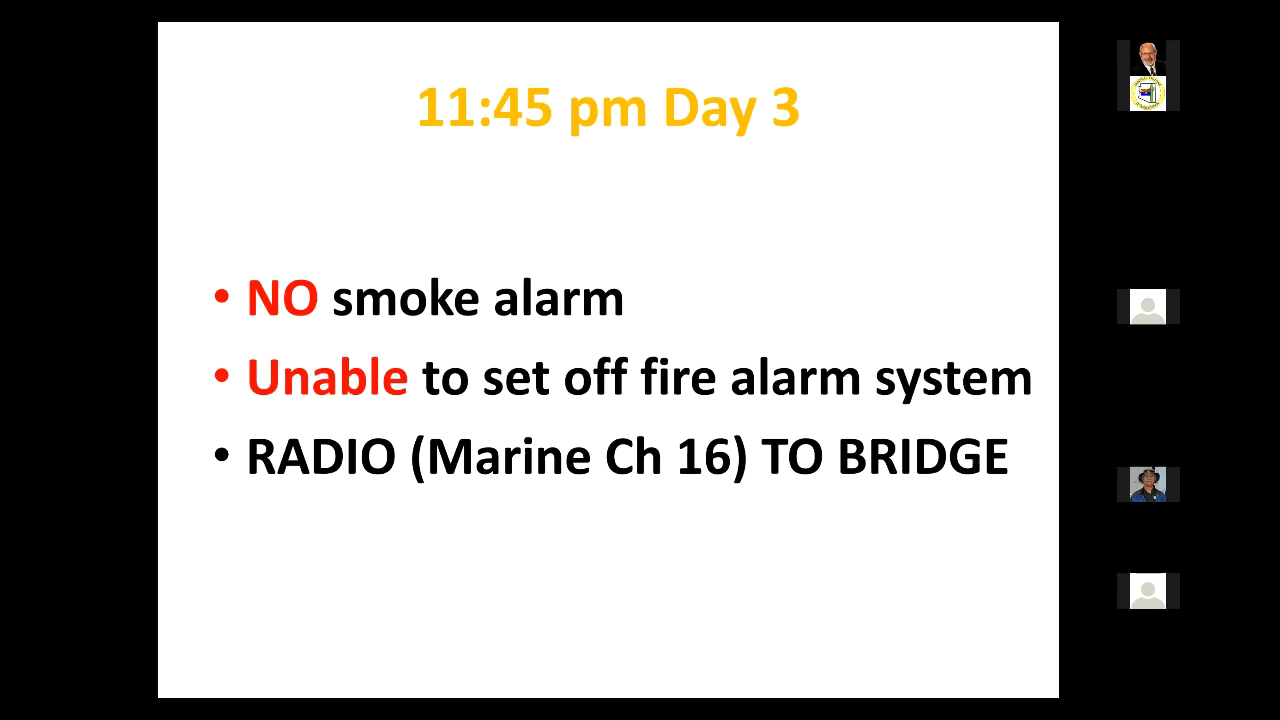 11:45 pm Day 3
• NO smoke alarm
• Unable to set off fire alarm system
• RADIO (Marine Ch 16) TO BRIDGE